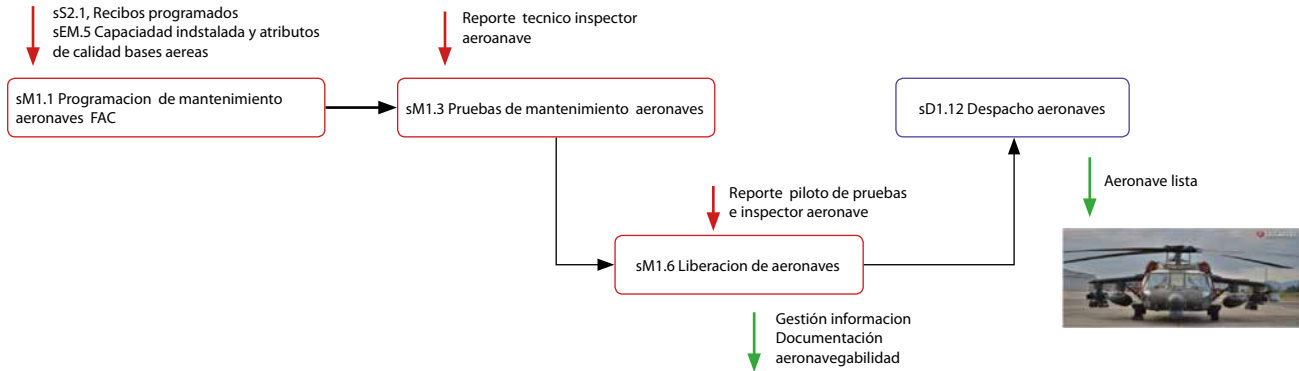 sS2.1, Recibos programados
sEM.5 Capaciadad indstalada y atributos
de calidad bases aereas
Reporte tecnico inspector
aeroanave
sM1.1 Programacion de mantenimiento
aeronaves FAC
sM1.3 Pruebas de mantenimiento aeronaves
sD1.12 Despacho aeronaves
Aeronave lista
Reporte piloto de pruebas
e inspector aeronave
sM1.6 Liberacion de aeronaves
Gestión informacion
Documentación
aeronavegabilidad